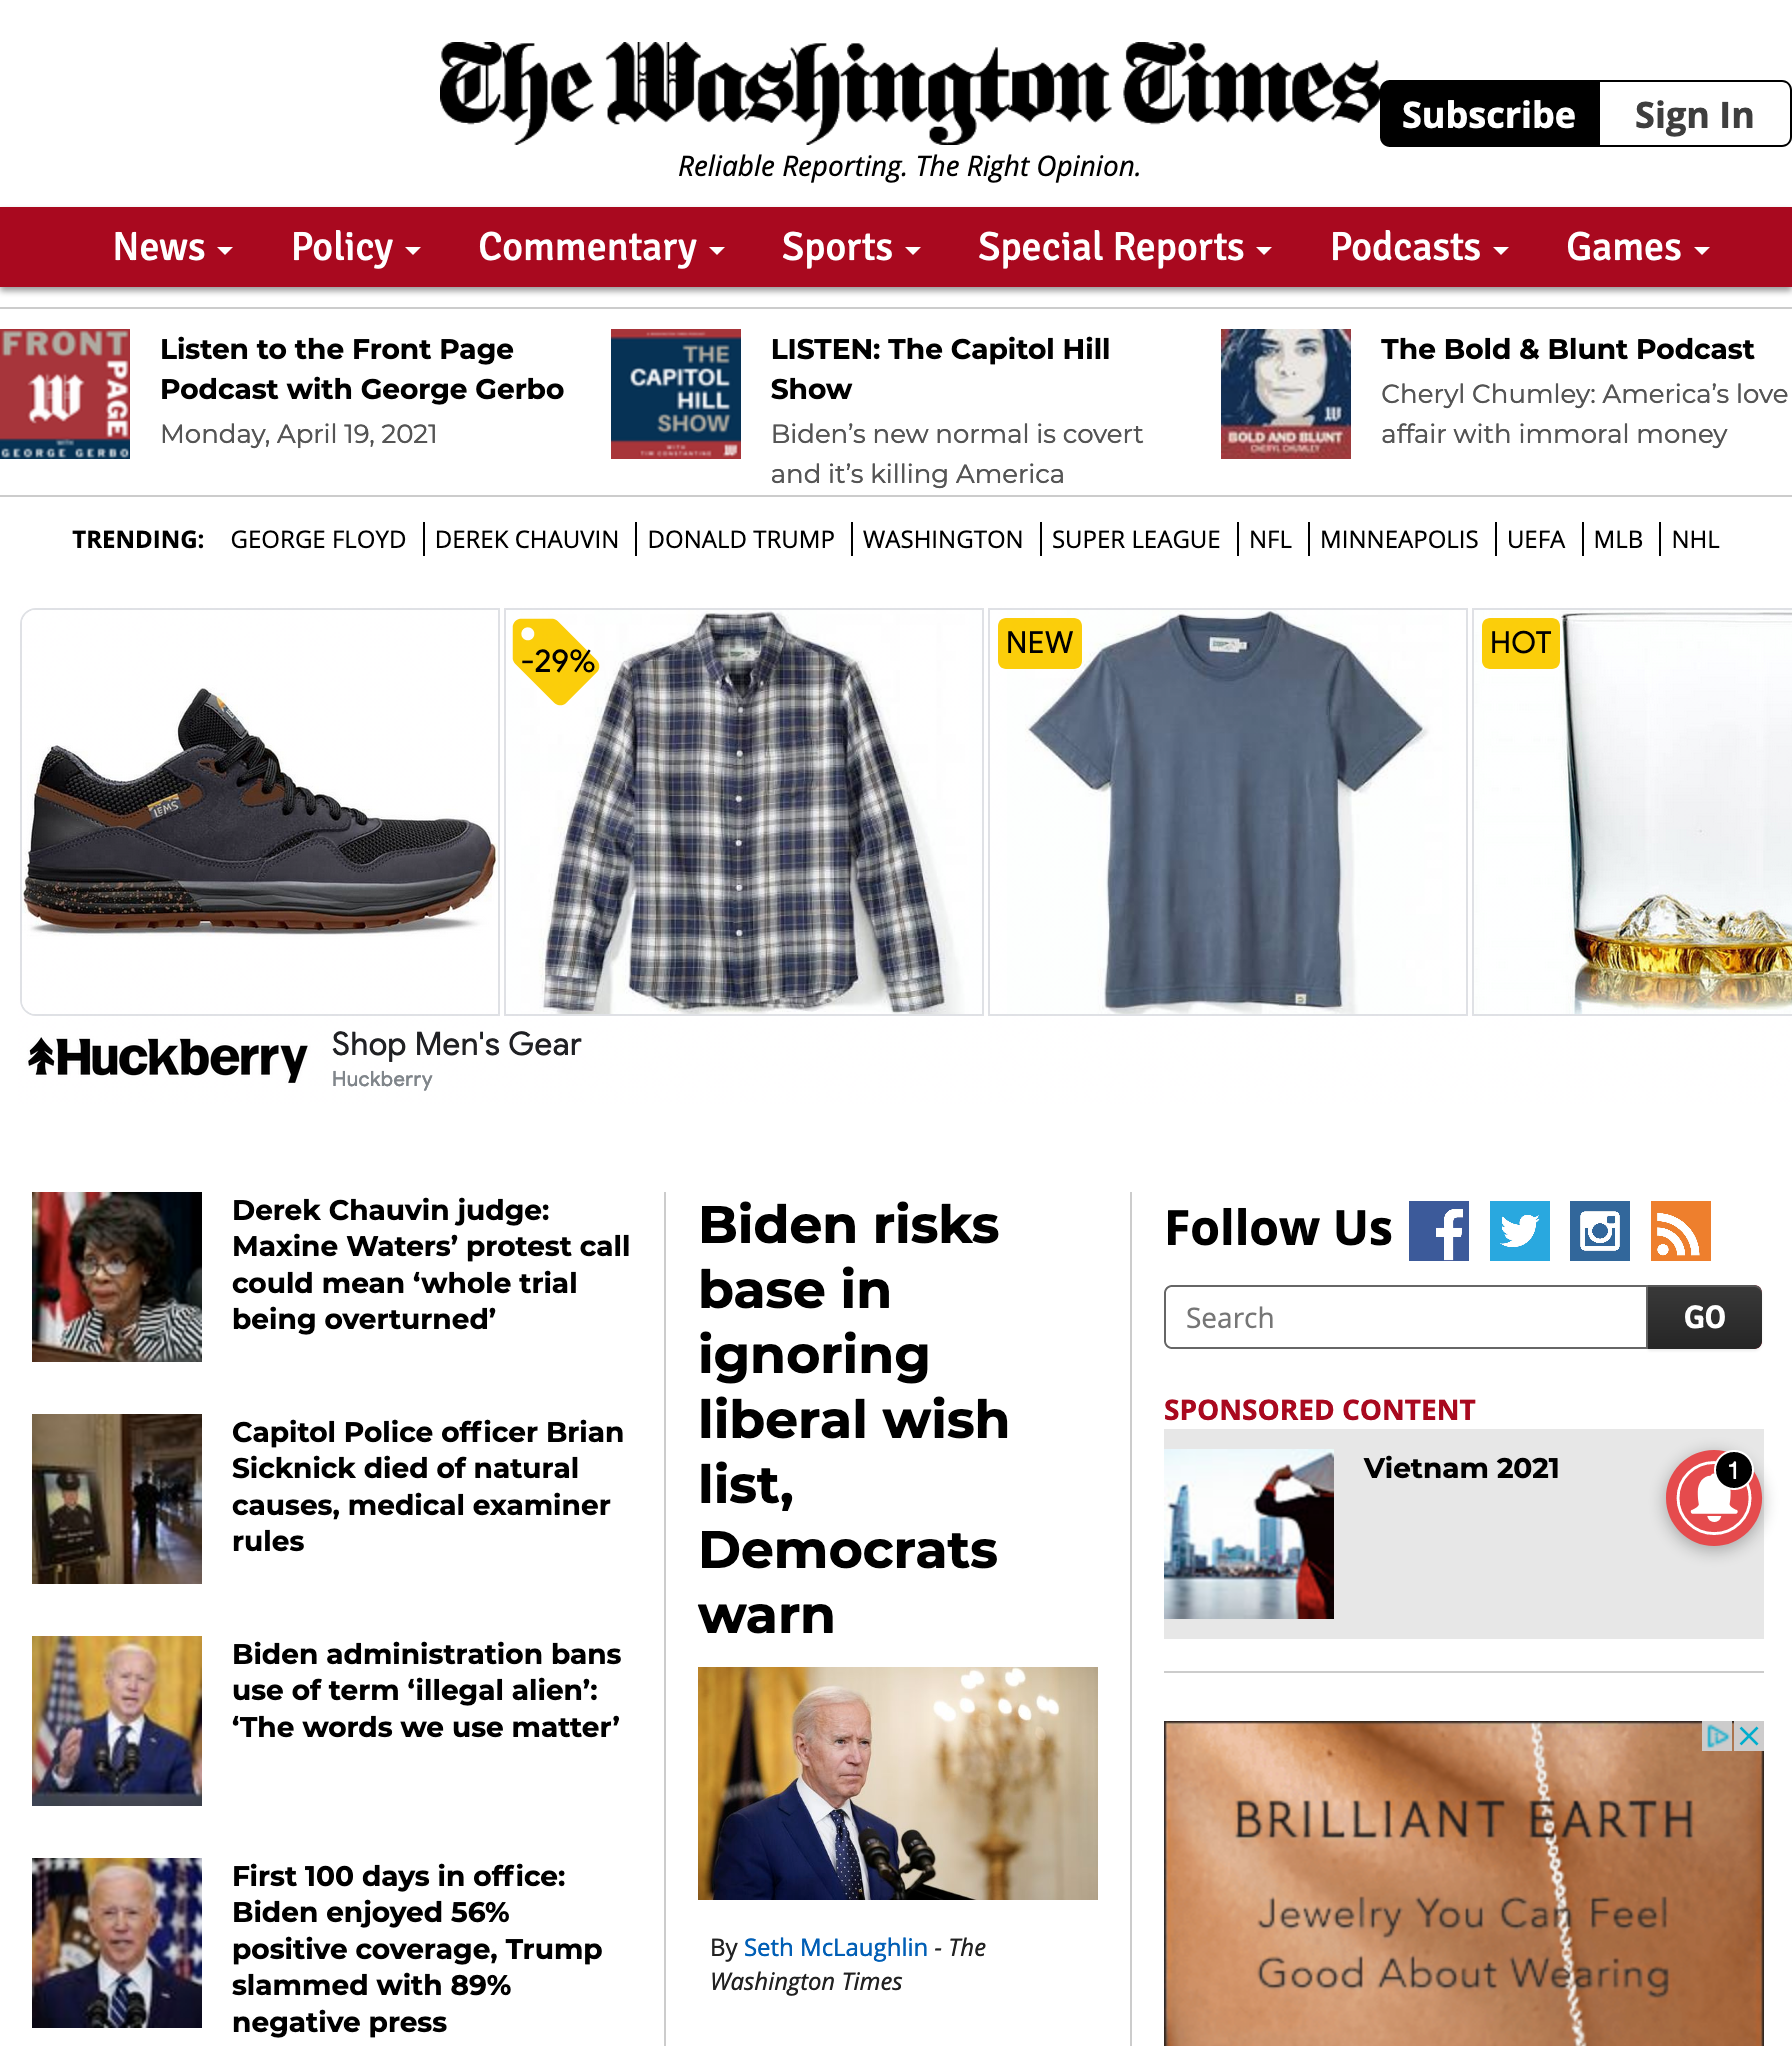 The Washington Times
Subscribe
Sign In
Reliable Reporting. The Right Opinion.
News
Policy
Commentary
Sports
Special Reports
Podcasts
Games
FRONT
PAGE
WITH
GEORGE GERBO
Listen to the Front Page
Podcast with George Gerbo
Monday, April 19, 2021
THE
CAPITOL
HILL
SHOW
WITH
TIM CONSTANTINE
LISTEN: The Capitol Hill
Show
Biden’s new normal is covert
and it’s killing America
W
BOLD AND BLUNT
CHERYL CHUMLEY
The Bold & Blunt Podcast
Cheryl Chumley: America’s love
affair with immoral money
TRENDING:
GEORGE FLOYD
DEREK CHAUVIN
DONALD TRUMP
WASHINGTON
SUPER LEAGUE
NFL
MINNEAPOLIS
UEFA
MLB
NHL
LEMS
-29%
NEW
HOT
Huckberry
Shop Men's Gear
Huckberry
Derek Chauvin judge:
Maxine Waters’ protest call
could mean ‘whole trial
being overturned’
Capitol Police officer Brian
Sicknick died of natural
causes, medical examiner
rules
Biden administration bans
use of term ‘illegal alien’:
‘The words we use matter’
First 100 days in office:
Biden enjoyed 56%
positive coverage, Trump
slammed with 89%
negative press
Biden risks
base in
ignoring
liberal wish
list,
Democrats
warn
By Seth McLaughlin - The
Washington Times
Follow Us
Search
GO
SPONSORED CONTENT
Vietnam 2021
1
BRILLIANT EARTH
Jewelry You Can Feel
Good About Wearing